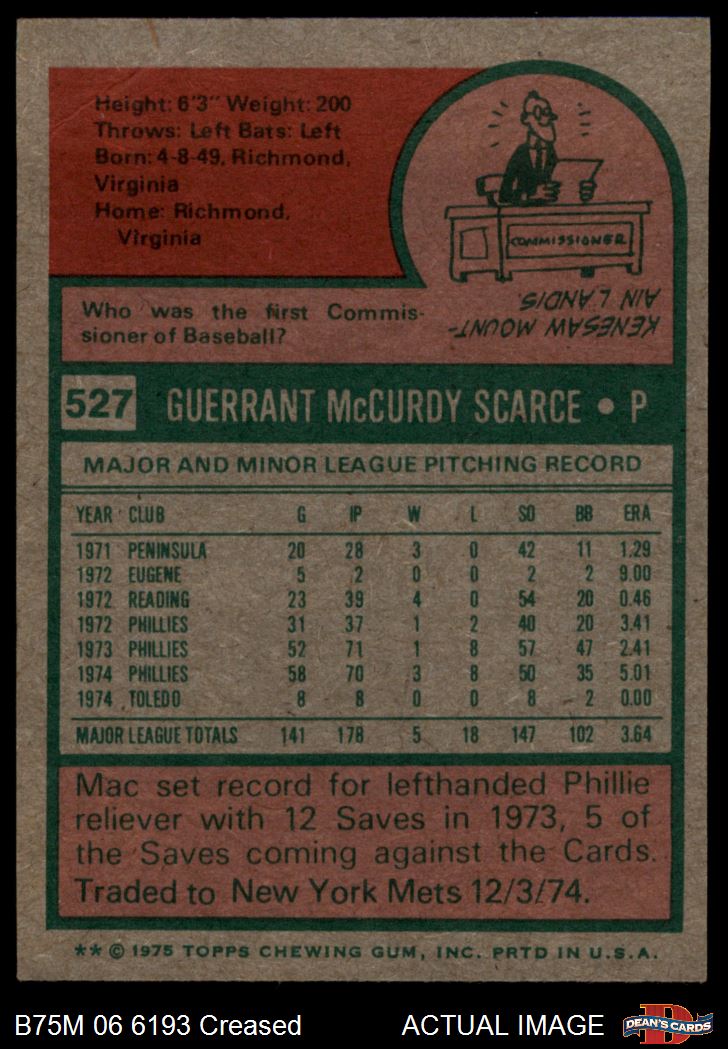 Height: 6'3" Weight: 200
Throws: Left Bats: Left
Born: 4-8-49, Richmond,
Virginia
Home: Richmond,
Virginia
COMMISSIONER
KENESAW MOUNT-
AIN LANDIS.
Who was the first Commis-
sioner of Baseball?
527 GUERRANT McCURDY SCARCE • P
MAJOR AND MINOR LEAGUE PITCHING RECORD
YEAR CLUB G IP W L SO BB ERA
1971 PENINSULA 20 28 3 0 42 11 1.29
1972 EUGENE 5 2 0 0 2 2 9.00
1972 READING 23 39 4 0 54 20 0.46
1972 PHILLIES 31 37 1 2 40 20 3.41
1973 PHILLIES 52 71 1 8 57 47 2.41
1974 PHILLIES 58 70 3 8 50 35 5.01
1974 TOLEDO 8 8 0 0 8 2 0.00
MAJOR LEAGUE TOTALS 141 178 5 18 147 102 3.64
Mac set record for lefthanded Phillie
reliever with 12 Saves in 1973, 5 of
the Saves coming against the Cards.
Traded to New York Mets 12/3/74.
** © 1975 TOPPS CHEWING GUM, INC. PRTD IN U.S.A.
B75M 06 6193 Creased ACTUAL IMAGE
D
DEAN'S CARDS